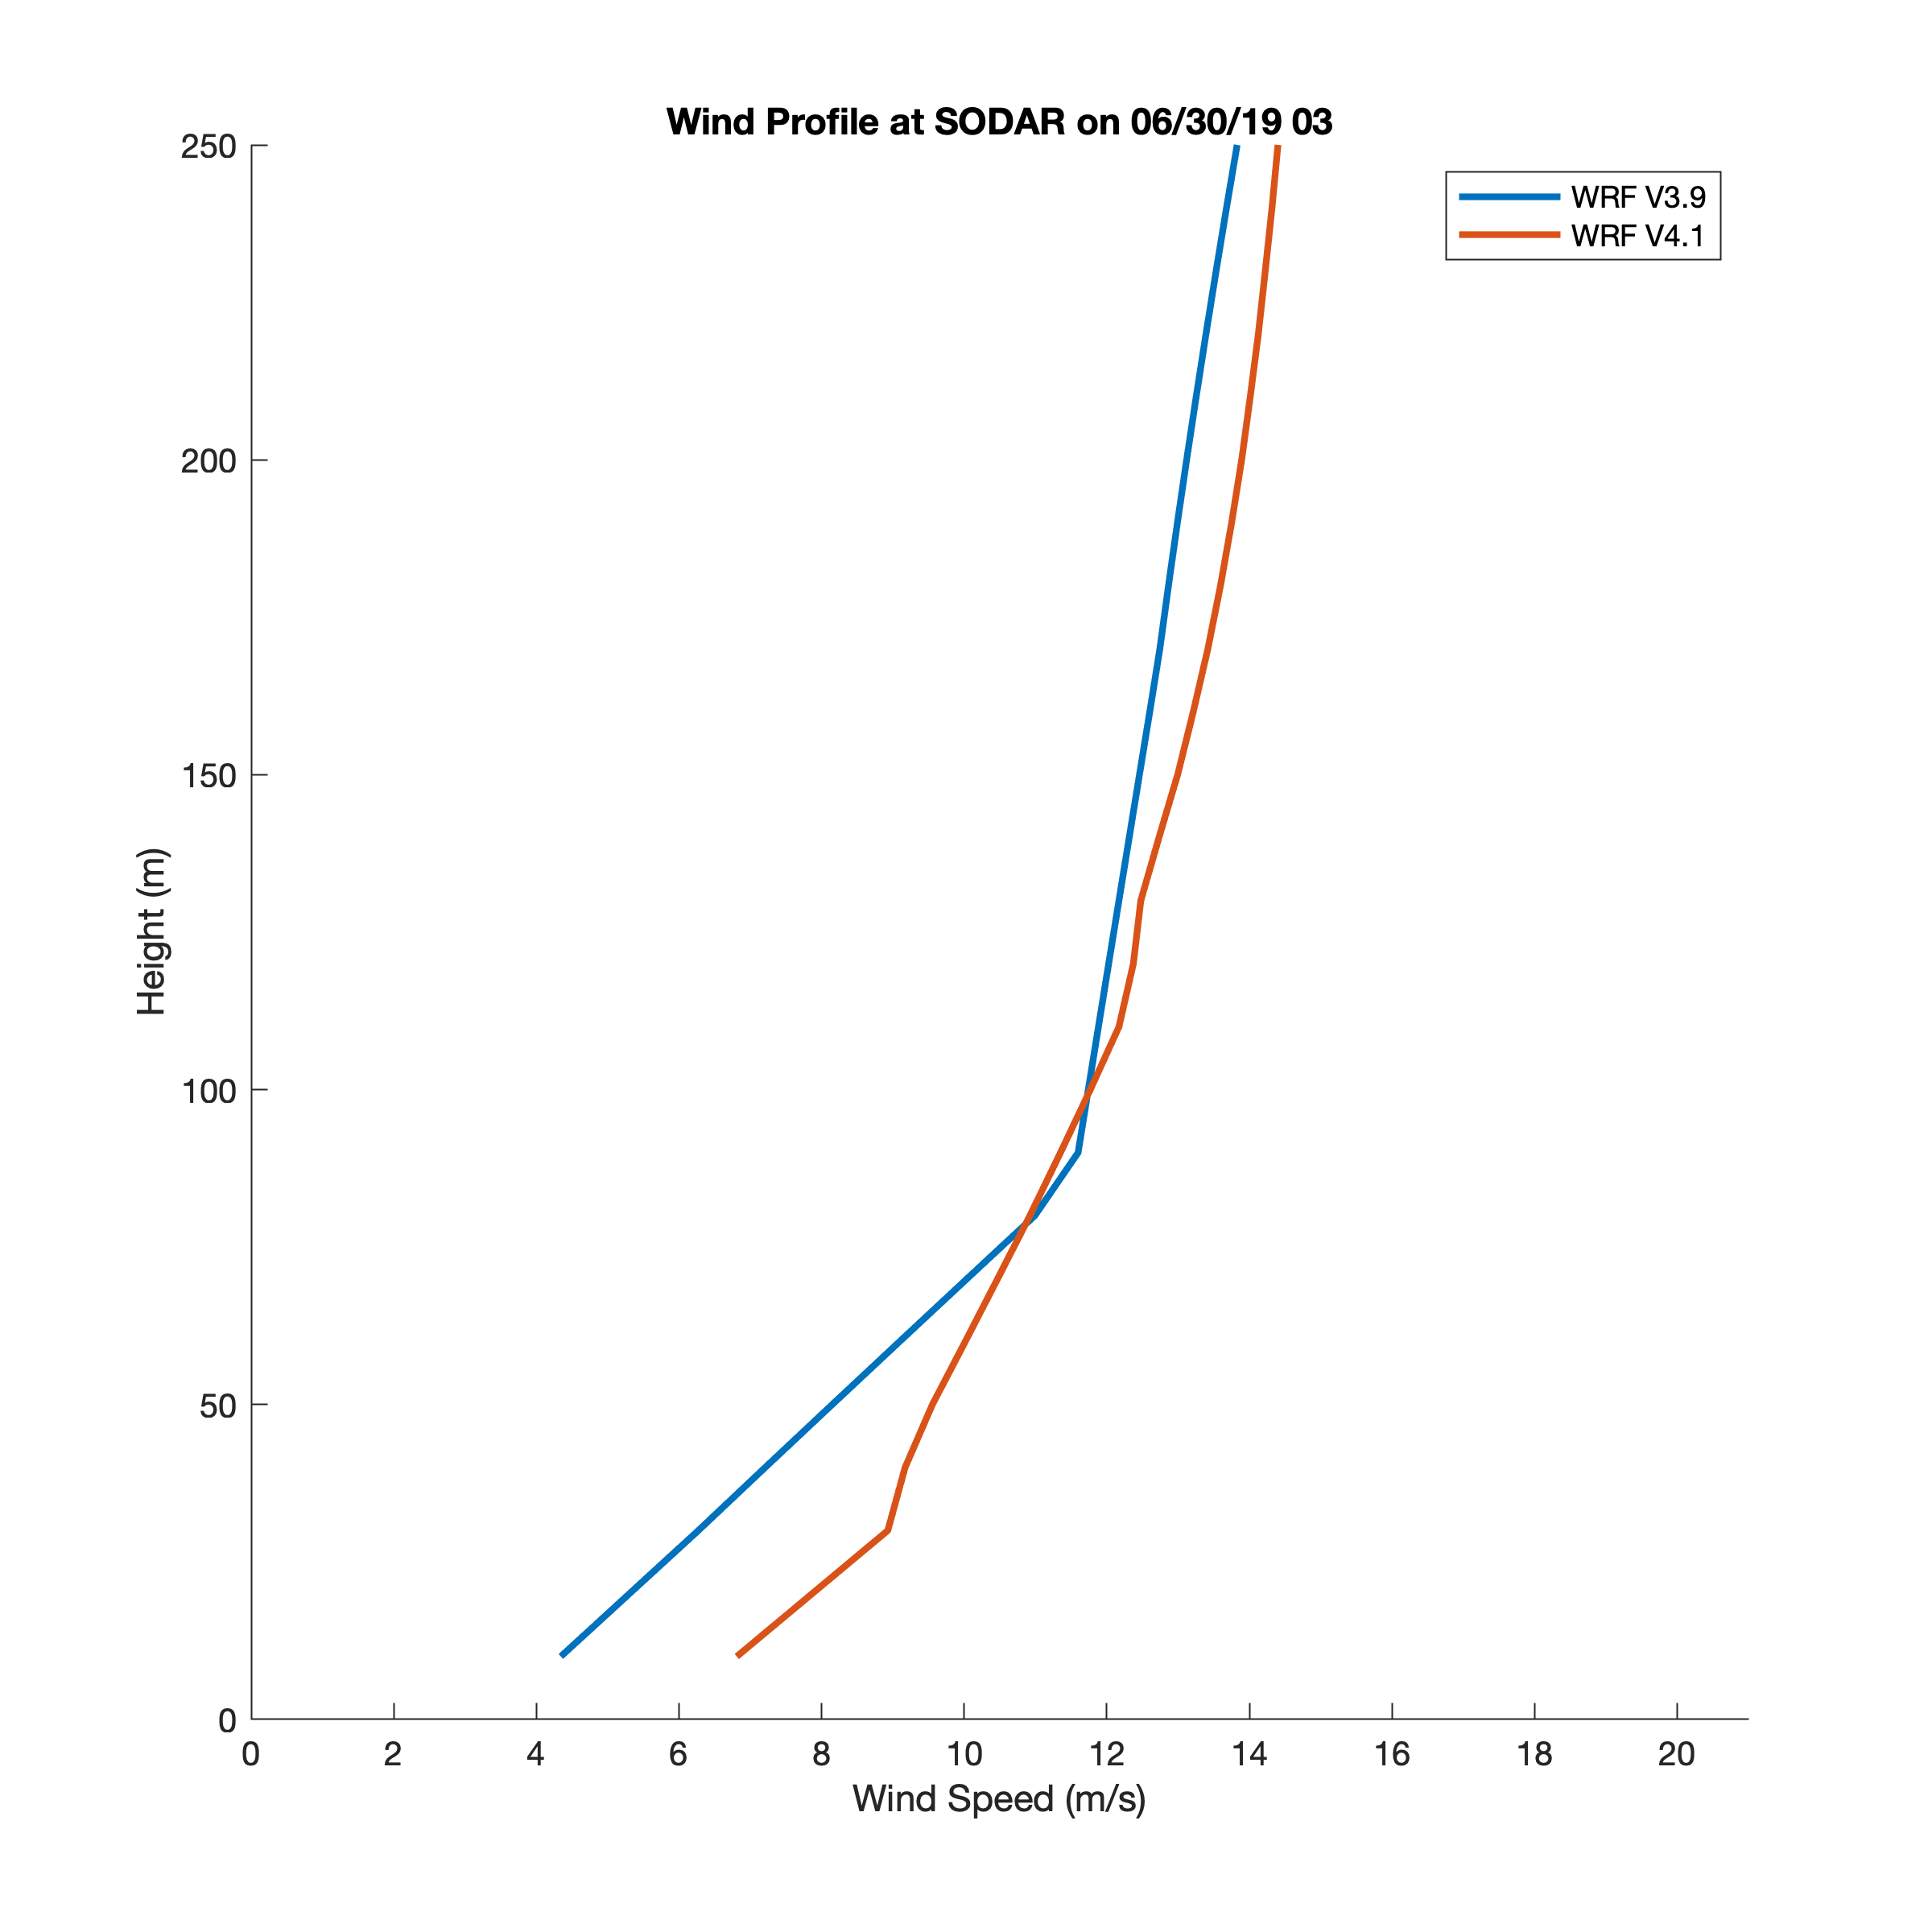 Wind Profile at SODAR on 06/30/19 03
WRF V3.9
WRF V4.1
250
200
150
100
50
0
Height (m)
0 2 4 6 8 10 12 14 16 18 20
Wind Speed (m/s)